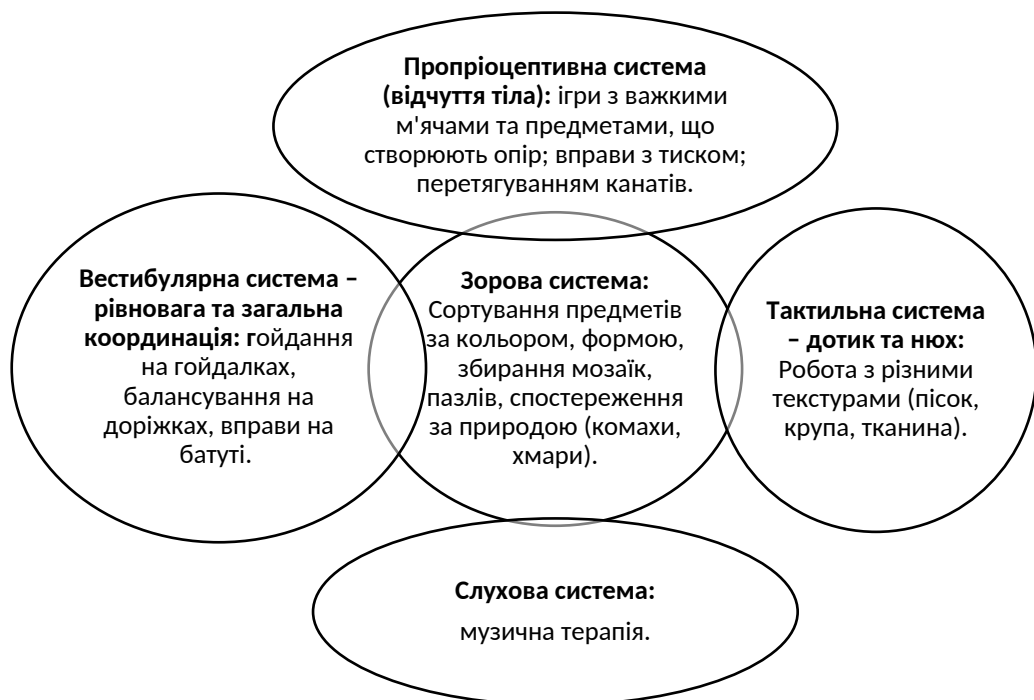 Пропріоцептивна система
(відчуття тіла): ігри з важкими
м'ячами та предметами, що
створюють опір; вправи з тиском;
перетягуванням канатів.
Вестибулярна система –
рівновага та загальна
координація: гойдання
на гойдалках,
балансування на
доріжках, вправи на
батуті.
Зорова система:
Сортування предметів
за кольором, формою,
збирання мозаїк,
пазлів, спостереження
за природою (комахи,
хмари).
Тактильна система
– дотик та нюх:
Робота з різними
текстурами (пісок,
крупа, тканина).
Слухова система:
музична терапія.